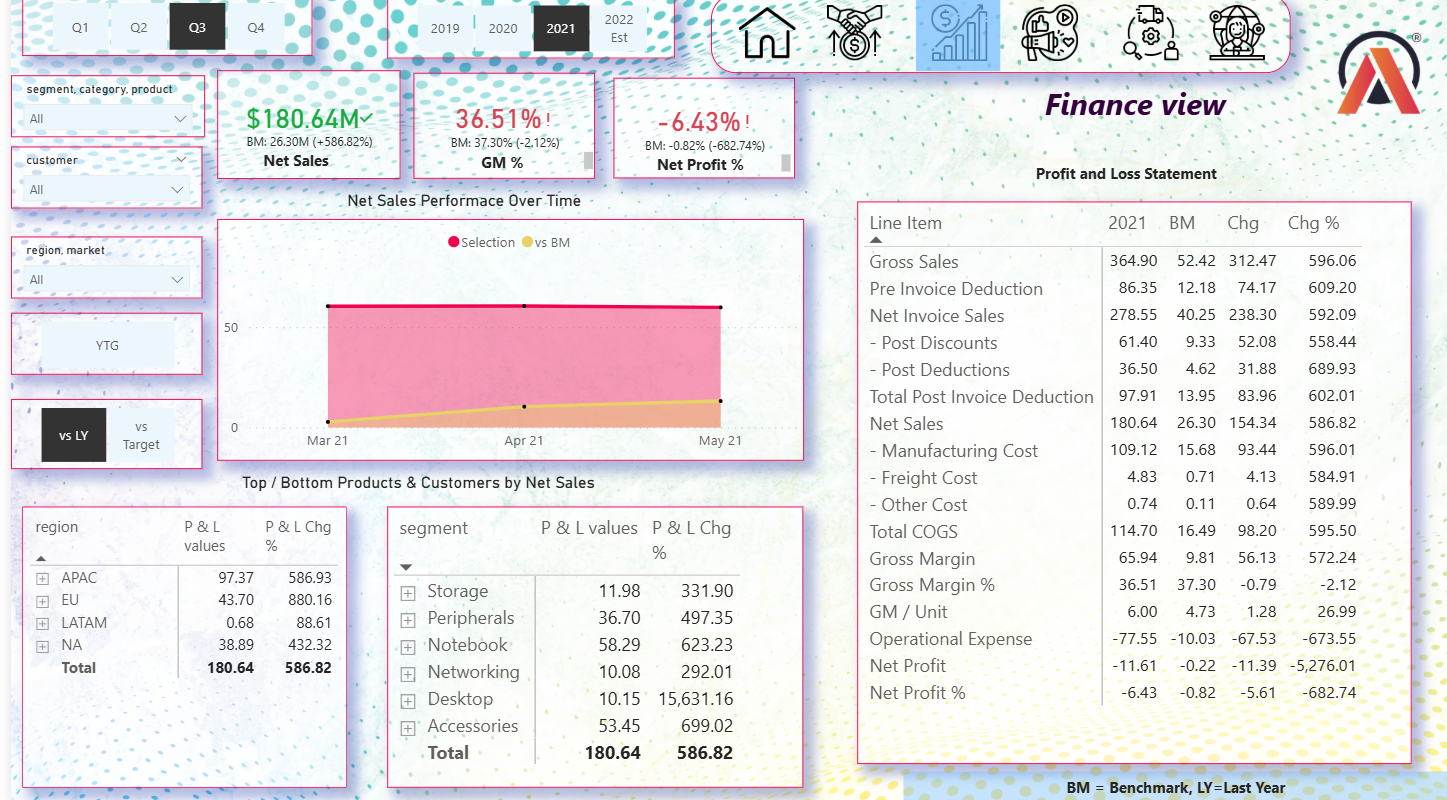 Q1 Q2 Q3 Q4
2019 2020 2021 2022
Est
®
segment, category, product
All
customer
All
region, market
All
YTG
vs LY vs
Target
$180.64M
BM: 26.30M (+586.82%)
Net Sales
36.51% !
BM: 37.30% (-2.12%)
GM %
-6.43% !
BM: -0.82% (-682.74%)
Net Profit %
Finance view
Net Sales Performace Over Time
Selection vs BM
50
0
Mar 21 Apr 21 May 21
Top / Bottom Products & Customers by Net Sales
region P & L values P & L Chg %
APAC 97.37 586.93
EU 43.70 880.16
LATAM 0.68 88.61
NA 38.89 432.32
Total 180.64 586.82
segment P & L values P & L Chg %
Storage 11.98 331.90
Peripherals 36.70 497.35
Notebook 58.29 623.23
Networking 10.08 292.01
Desktop 10.15 15,631.16
Accessories 53.45 699.02
Total 180.64 586.82
Profit and Loss Statement
Line Item 2021 BM Chg Chg %
Gross Sales 364.90 52.42 312.47 596.06
Pre Invoice Deduction 86.35 12.18 74.17 609.20
Net Invoice Sales 278.55 40.25 238.30 592.09
- Post Discounts 61.40 9.33 52.08 558.44
- Post Deductions 36.50 4.62 31.88 689.93
Total Post Invoice Deduction 97.91 13.95 83.96 602.01
Net Sales 180.64 26.30 154.34 586.82
- Manufacturing Cost 109.12 15.68 93.44 596.01
- Freight Cost 4.83 0.71 4.13 584.91
- Other Cost 0.74 0.11 0.64 589.99
Total COGS 114.70 16.49 98.20 595.50
Gross Margin 65.94 9.81 56.13 572.24
Gross Margin % 36.51 37.30 -0.79 -2.12
GM / Unit 6.00 4.73 1.28 26.99
Operational Expense -77.55 -10.03 -67.53 -673.55
Net Profit -11.61 -0.22 -11.39 -5,276.01
Net Profit % -6.43 -0.82 -5.61 -682.74
BM = Benchmark, LY=Last Year